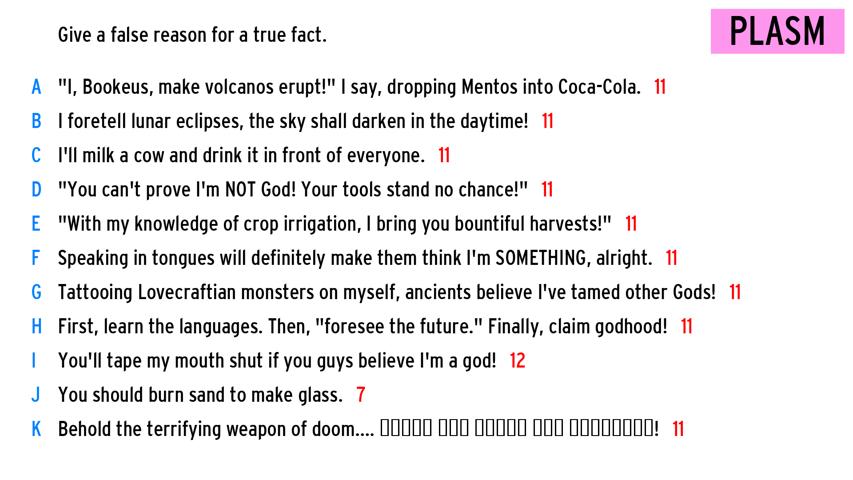 Give a false reason for a true fact.
PLASM
A "I, Bookeus, make volcanos erupt!" I say, dropping Mentos into Coca-Cola. 11
B I foretell lunar eclipses, the sky shall darken in the daytime! 11
C I'll milk a cow and drink it in front of everyone. 11
D "You can't prove I'm NOT God! Your tools stand no chance!" 11
E "With my knowledge of crop irrigation, I bring you bountiful harvests!" 11
F Speaking in tongues will definitely make them think I'm SOMETHING, alright. 11
G Tattooing Lovecraftian monsters on myself, ancients believe I've tamed other Gods! 11
H First, learn the languages. Then, "foresee the future." Finally, claim godhood! 11
I You'll tape my mouth shut if you guys believe I'm a god! 12
J You should burn sand to make glass. 7
K Behold the terrifying weapon of doom.... ! 11